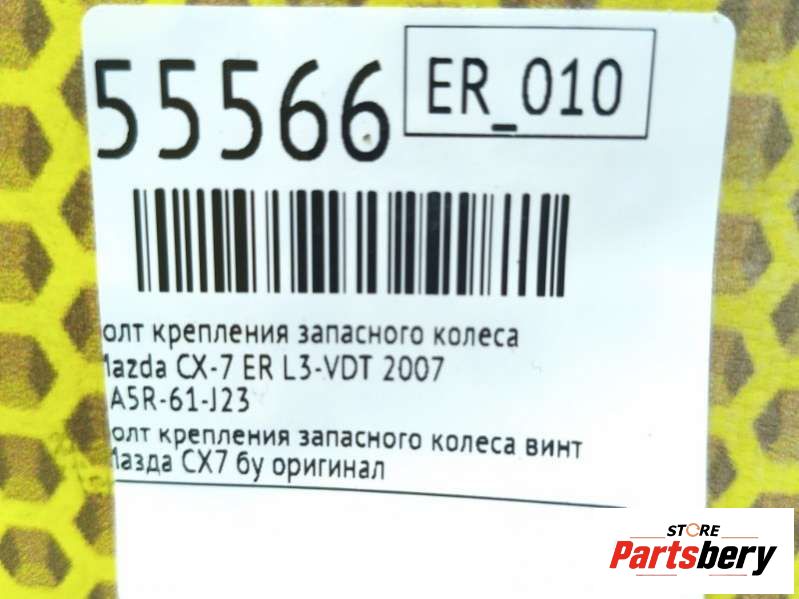 55566
ER_010
олт крепления запасного колеса
Mazda CX-7 ER L3-VDT 2007
A5R-61-J23
олт крепления запасного колеса винт
Мазда CX7 бу оригинал
STORE
Partsbery